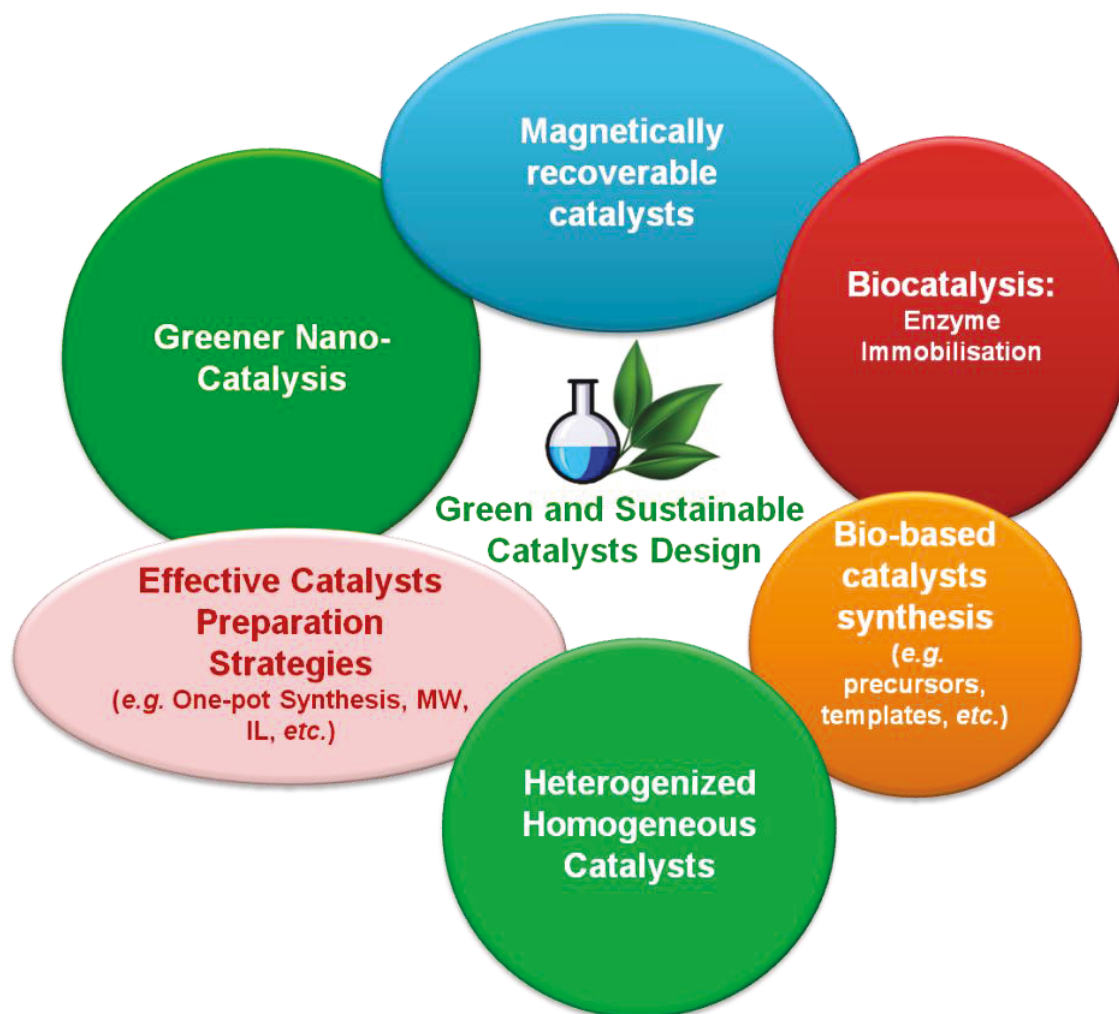 Magnetically
recoverable
catalysts
Greener Nano-
Catalysis
Biocatalysis:
Enzyme
Immobilisation
Green and Sustainable
Catalysts Design
Effective Catalysts
Preparation
Strategies
(e.g. One-pot Synthesis, MW,
IL, etc.)
Bio-based
catalysts
synthesis
(e.g.
precursors,
templates, etc.)
Heterogenized
Homogeneous
Catalysts